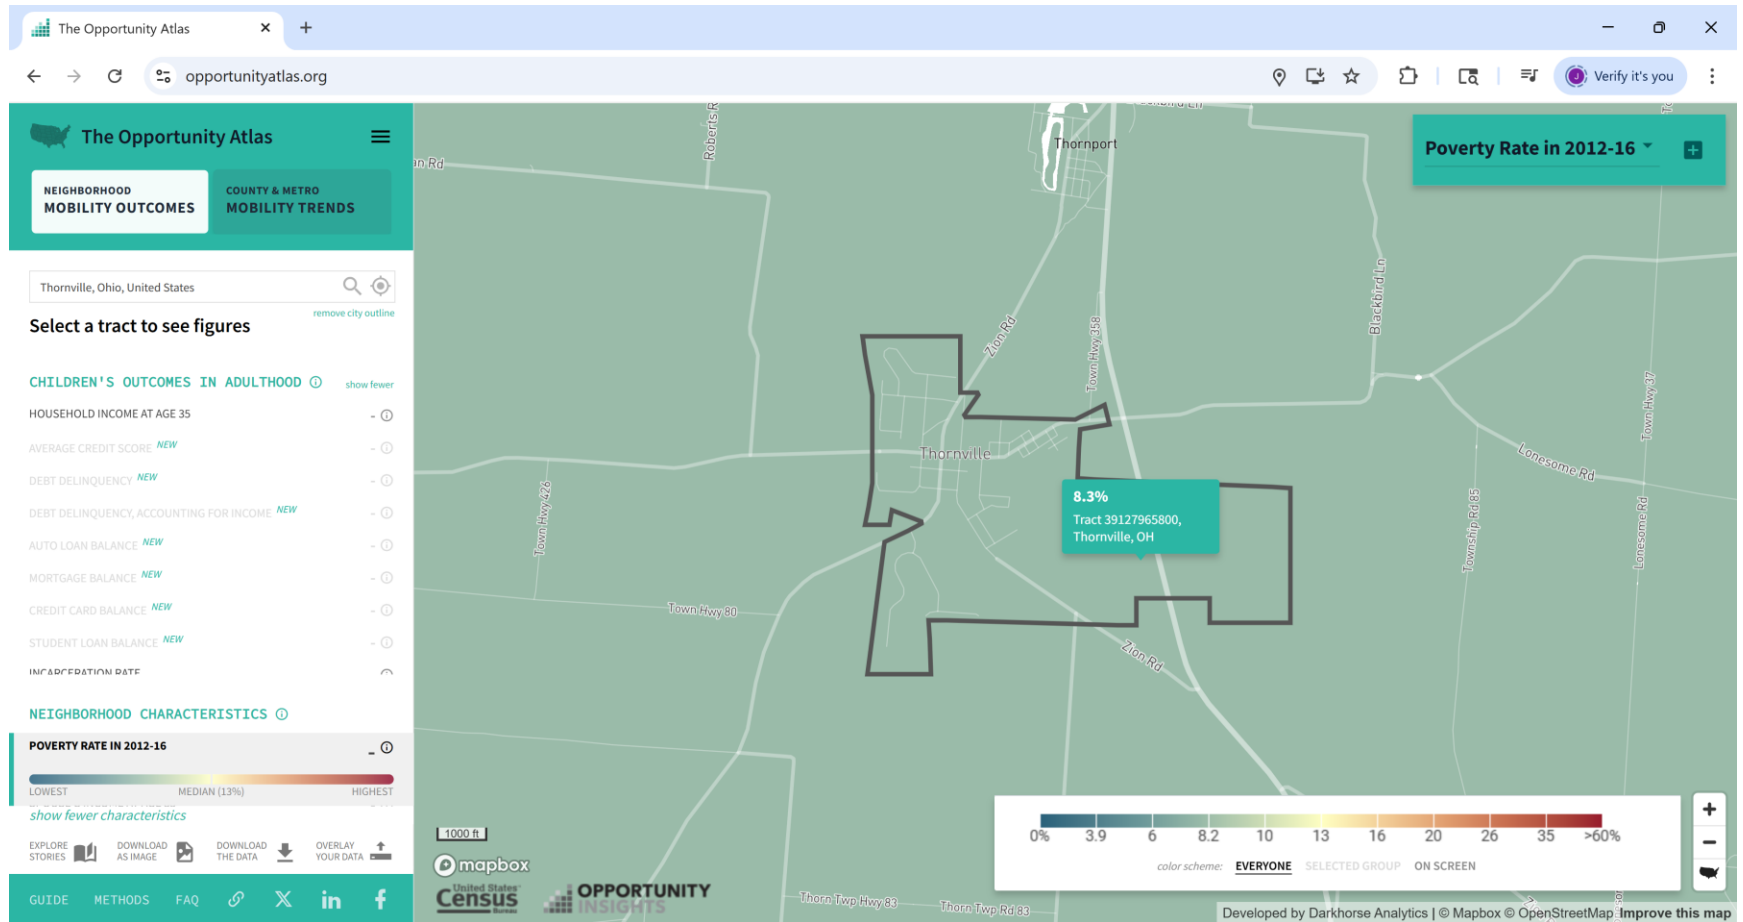 The Opportunity Atlas
opportunityatlas.org
Verify it's you
The Opportunity Atlas
NEIGHBORHOOD
MOBILITY OUTCOMES
COUNTY & METRO
MOBILITY TRENDS
Thornville, Ohio, United States
remove city outline
Select a tract to see figures
CHILDREN'S OUTCOMES IN ADULTHOOD
show fewer
HOUSEHOLD INCOME AT AGE 35 -
AVERAGE CREDIT SCORE NEW -
DEBT DELINQUENCY NEW -
DEBT DELINQUENCY, ACCOUNTING FOR INCOME NEW -
AUTO LOAN BALANCE NEW -
MORTGAGE BALANCE NEW -
CREDIT CARD BALANCE NEW -
STUDENT LOAN BALANCE NEW -
INCARCERATION RATE
NEIGHBORHOOD CHARACTERISTICS
POVERTY RATE IN 2012-16 -
LOWEST MEDIAN (13%) HIGHEST
show fewer characteristics
EXPLORE STORIES
DOWNLOAD AS IMAGE
DOWNLOAD THE DATA
OVERLAY YOUR DATA
GUIDE METHODS FAQ
Poverty Rate in 2012-16
Thornport
Roberts R
an Rd
Zion Rd
Town Hwy 358
Blackbird Ln
Town Hwy 37
Lonesome Rd
Thornville
Town Hwy 426
8.3%
Tract 39127965800,
Thornville, OH
Township Rd 85
Lonesome Rd
Town Hwy 80
Zion Rd
Thorn Twp Hwy 83
Thorn Twp Rd 83
1000 ft
mapbox
United States®
Census
Bureau
OPPORTUNITY
INSIGHTS
0% 3.9 6 8.2 10 13 16 20 26 35 >60%
color scheme: EVERYONE SELECTED GROUP ON SCREEN
Developed by Darkhorse Analytics | © Mapbox © OpenStreetMap Improve this map